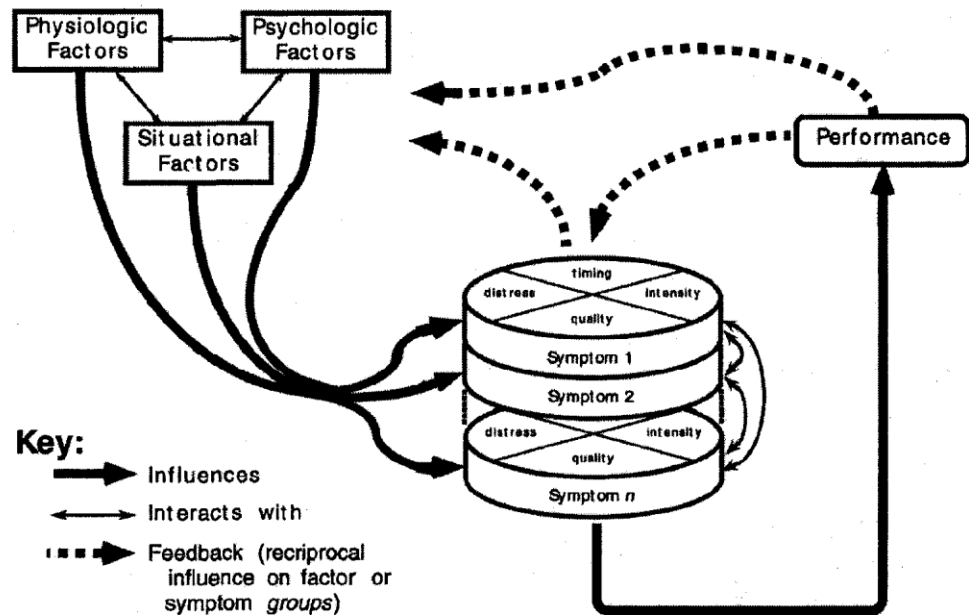 Physiologic
Factors
Psychologic
Factors
Situational
Factors
Performance
timing
distress
intensity
quality
Symptom 1
Symptom 2
distress
intensity
quality
Symptom n
Key:
Influences
Interacts with
Feedback (recriprocal
influence on factor or
symptom groups)